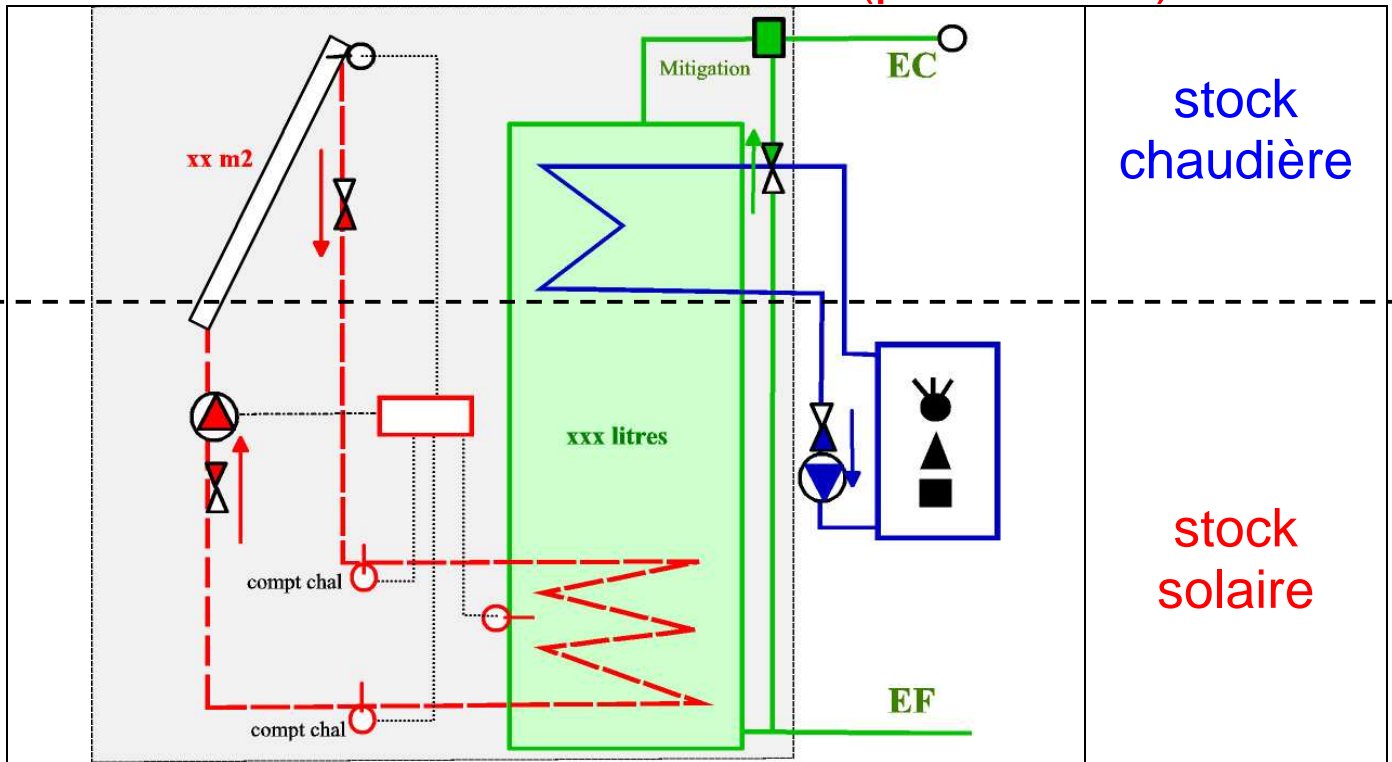 Mitigation
EC
xx m2
stock
chaudière
xxx litres
compt chal
stock
solaire
EF
compt chal